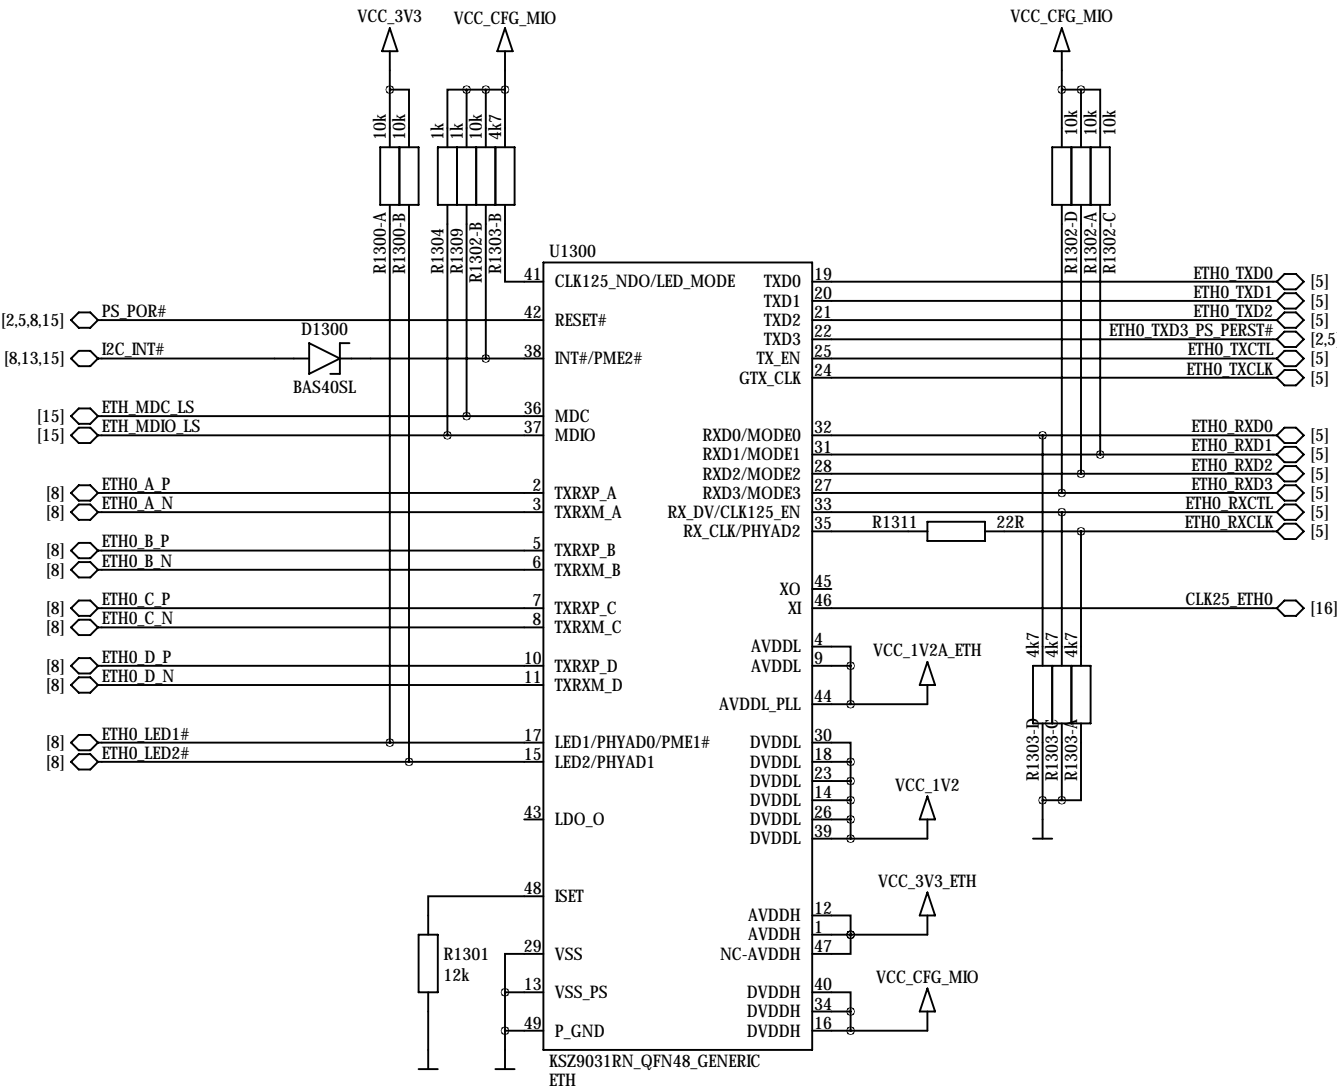 VCC_3V3
VCC_CFG_MIO
VCC_CFG_MIO
10k
10k
1k
1k
10k
4k7
10k
10k
10k
R1300-A
R1300-B
R1304
R1309
R1302-B
R1303-B
R1302-D
R1302-A
R1302-C
U1300
41 CLK125_NDO/LED_MODE
[2,5,8,15] PS_POR# 42 RESET#
D1300
[8,13,15] I2C_INT# 38 INT#/PME2#
BAS40SL
[15] ETH_MDC_LS 36 MDC
[15] ETH_MDIO_LS 37 MDIO
[8] ETH0_A_P 2 TXRXP_A
[8] ETH0_A_N 3 TXRXM_A
[8] ETH0_B_P 5 TXRXP_B
[8] ETH0_B_N 6 TXRXM_B
[8] ETH0_C_P 7 TXRXP_C
[8] ETH0_C_N 8 TXRXM_C
[8] ETH0_D_P 10 TXRXP_D
[8] ETH0_D_N 11 TXRXM_D
[8] ETH0_LED1# 17 LED1/PHYAD0/PME1#
[8] ETH0_LED2# 15 LED2/PHYAD1
43 LDO_O
48 ISET
R1301
12k
29 VSS
13 VSS_PS
49 P_GND
TXD0 19 ETH0_TXD0 [5]
TXD1 20 ETH0_TXD1 [5]
TXD2 21 ETH0_TXD2 [5]
TXD3 22 ETH0_TXD3_PS_PERST# [2,5
TX_EN 25 ETH0_TXCTL [5]
GTX_CLK 24 ETH0_TXCLK [5]
RXD0/MODE0 32 ETH0_RXD0 [5]
RXD1/MODE1 31 ETH0_RXD1 [5]
RXD2/MODE2 28 ETH0_RXD2 [5]
RXD3/MODE3 27 ETH0_RXD3 [5]
RX_DV/CLK125_EN 33 ETH0_RXCTL [5]
RX_CLK/PHYAD2 35 R1311 22R ETH0_RXCLK [5]
XO 45
XI 46 CLK25_ETH0 [16]
4k7
4k7
4k7
R1303-D
R1303-C
R1303-A
AVDDL 4
AVDDL 9
VCC_1V2A_ETH
AVDDL_PLL 44
DVDDL 30
DVDDL 18
DVDDL 23
DVDDL 14
DVDDL 26
DVDDL 39
VCC_1V2
VCC_3V3_ETH
AVDDH 12
AVDDH 1
NC-AVDDH 47
VCC_CFG_MIO
DVDDH 40
DVDDH 34
DVDDH 16
KSZ9031RN_QFN48_GENERIC
ETH